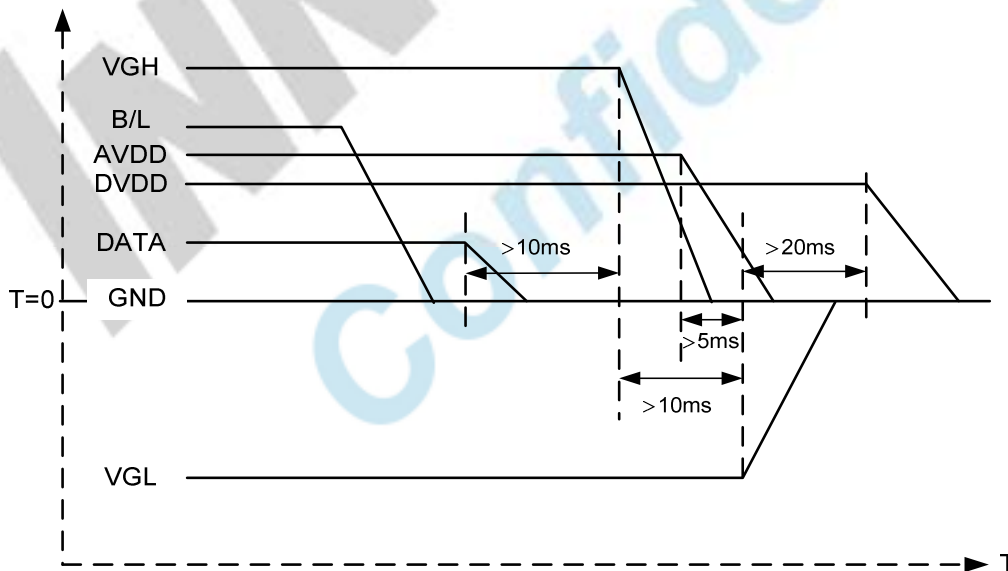 VGH
B/L
AVDD
DVDD
DATA
>10ms
>20ms
T=0
GND
>5ms
>10ms
VGL
T